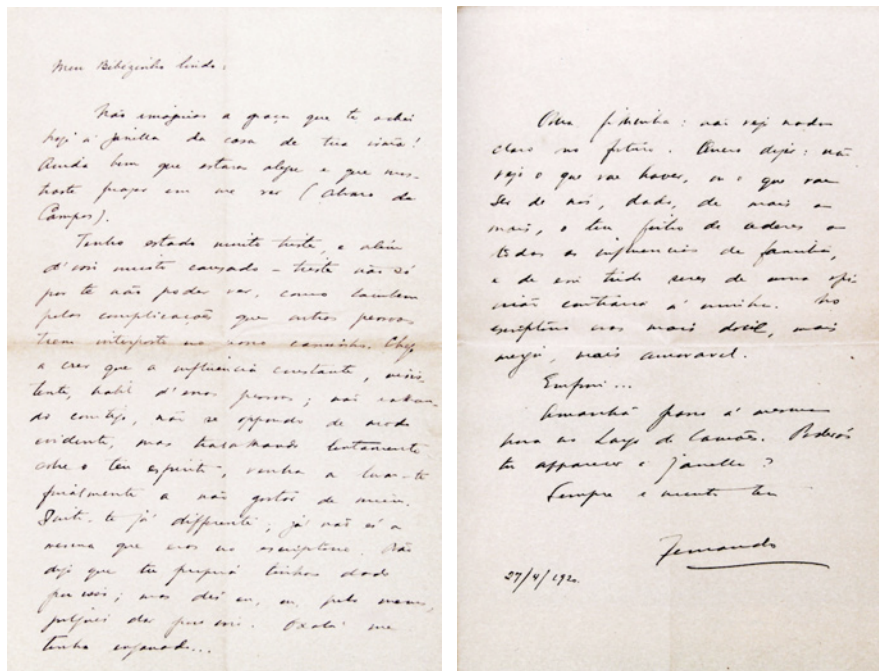 Meu Bébézinho lindo:
Não imaginas a graça que te achei
hoje á janella da casa de tua irmã!
Ainda bem que estavas alegre e que mos-
traste prazer em me ver (Alvaro de
Campos).
Tenho estado muito triste, e além
d'isso muito cansado – triste não só
por te não poder ver, como tambem
pelas complicações que outras pessoas
teem interposto no nosso caminho. Chego
a crer que a influencia constante, insis-
tente, habil d'essas pessoas; não ralhan-
do comtigo, não se oppondo de modo
evidente, mas trabalhando lentamente
sobre o teu espirito, venha a levar-te
finalmente a não gostar de mim.
Sinto-me já differente; já não és a
mesma que eras no escriptorio. Não
digo que tu propria tenhas dado
por isso; mas dei eu, ou, pelo menos,
julguei dar por isso. Oxalá me
tenha enganado...
Olha, filhinha: não vejo nada
claro no futuro. Quero dizer: não
vejo o que vae haver, ou o que vae
ser de nós, dado, de mais a
mais, o teu feitio de cederes a
todas as influencias de familia,
e de em tudo seres de uma opi-
nião contraria á minha. No
escriptorio eras mais docil, mais
meiga, mais amoravel.
Emfim...
Amanhã passo á mesma
hora no Largo de Camões. Poderás
tu apparecer á janella?
Sempre e muito teu
Fernando
27/4/1920